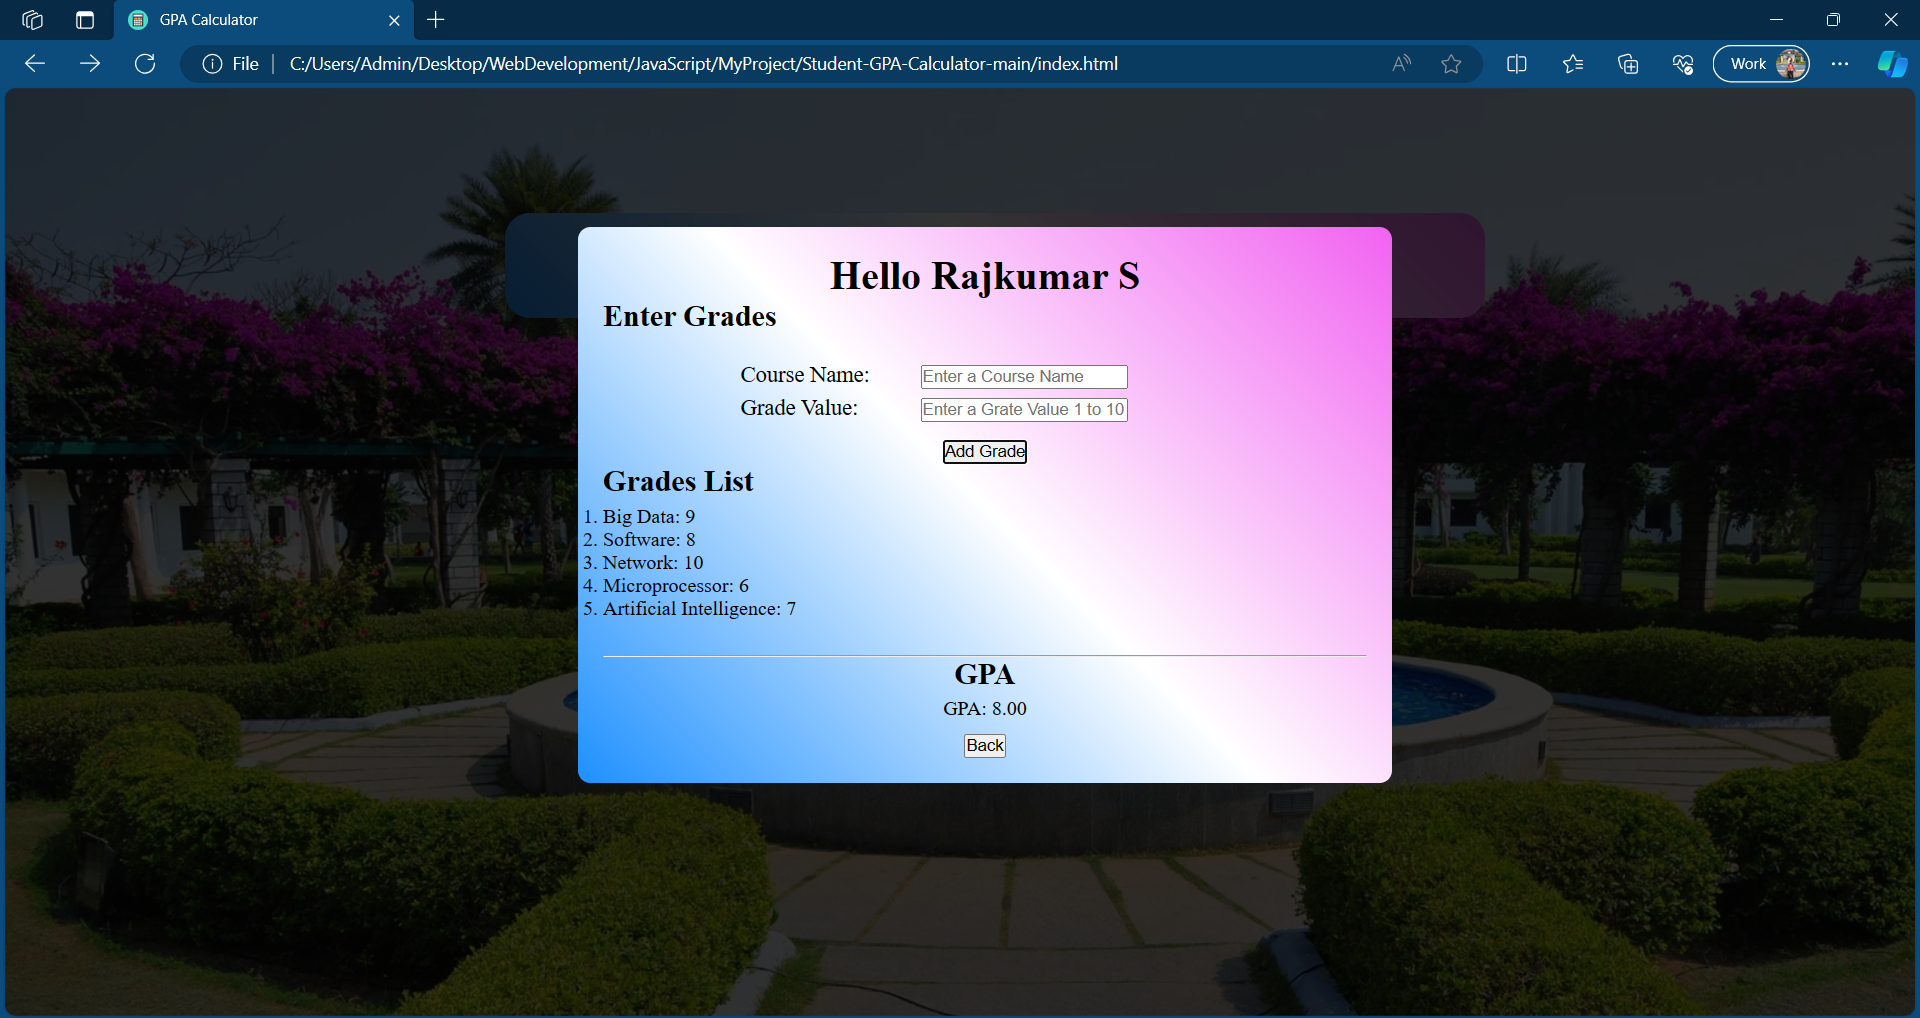 GPA Calculator
File
C:/Users/Admin/Desktop/WebDevelopment/JavaScript/MyProject/Student-GPA-Calculator-main/index.html
Work
Hello Rajkumar S
Enter Grades
Course Name: Enter a Course Name
Grade Value: Enter a Grate Value 1 to 10
Add Grade
Grades List
1. Big Data: 9
2. Software: 8
3. Network: 10
4. Microprocessor: 6
5. Artificial Intelligence: 7
GPA
GPA: 8.00
Back